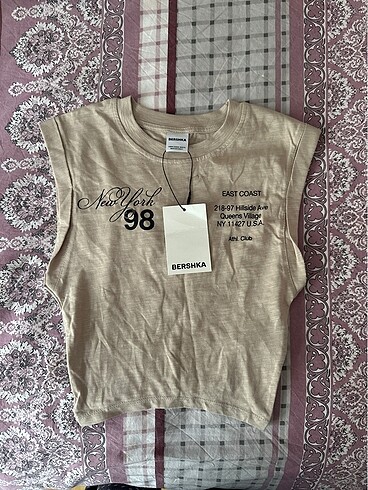 BERSHKA
New York
98
EAST COAST
218-97 Hillside Ave
Queens Village
NY 11427 U.S.A.
Athl. Club
BERSHKA